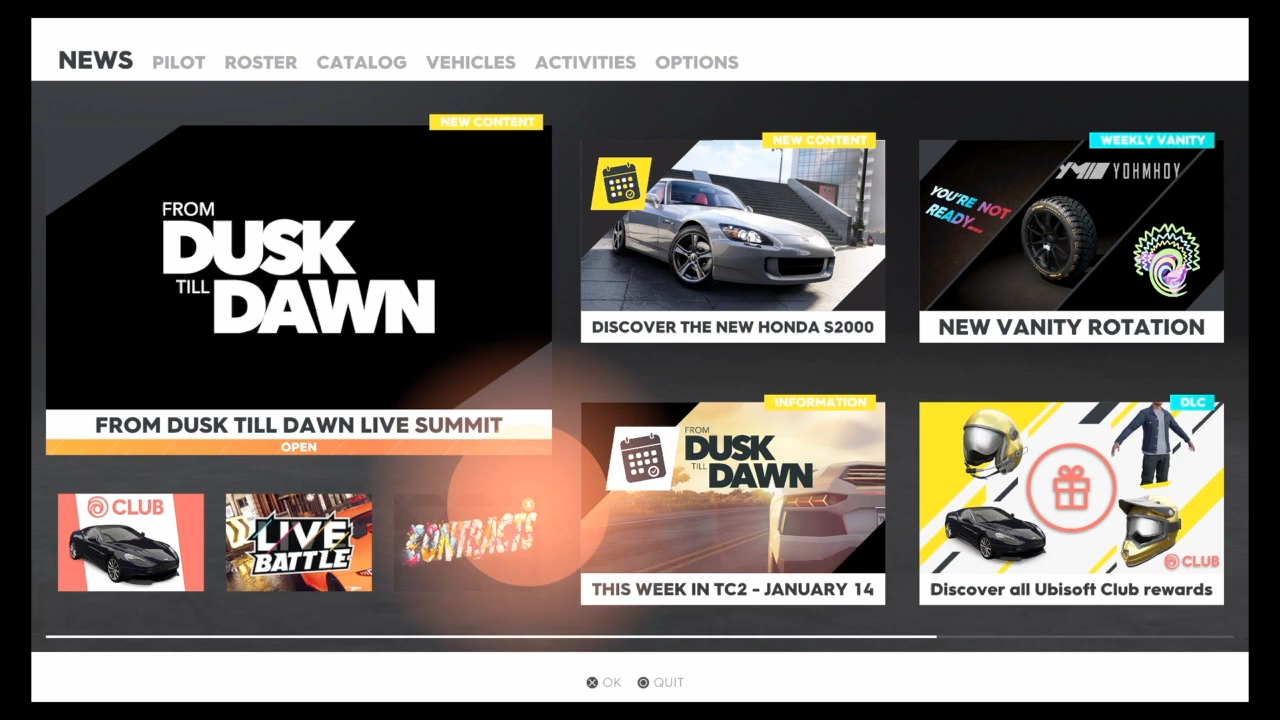 NEWS PILOT ROSTER CATALOG VEHICLES ACTIVITIES OPTIONS
NEW CONTENT
FROM
DUSK
TILL
DAWN
FROM DUSK TILL DAWN LIVE SUMMIT
OPEN
CLUB
LIVE
BATTLE
3
CONTRACTS
NEW CONTENT
DISCOVER THE NEW HONDA S2000
WEEKLY VANITY
YOU'RE NOT
READY...
YOHMHOY
NEW VANITY ROTATION
INFORMATION
FROM
DUSK
TILL
DAWN
THIS WEEK IN TC2 - JANUARY 14
DLC
CLUB
Discover all Ubisoft Club rewards
OK QUIT